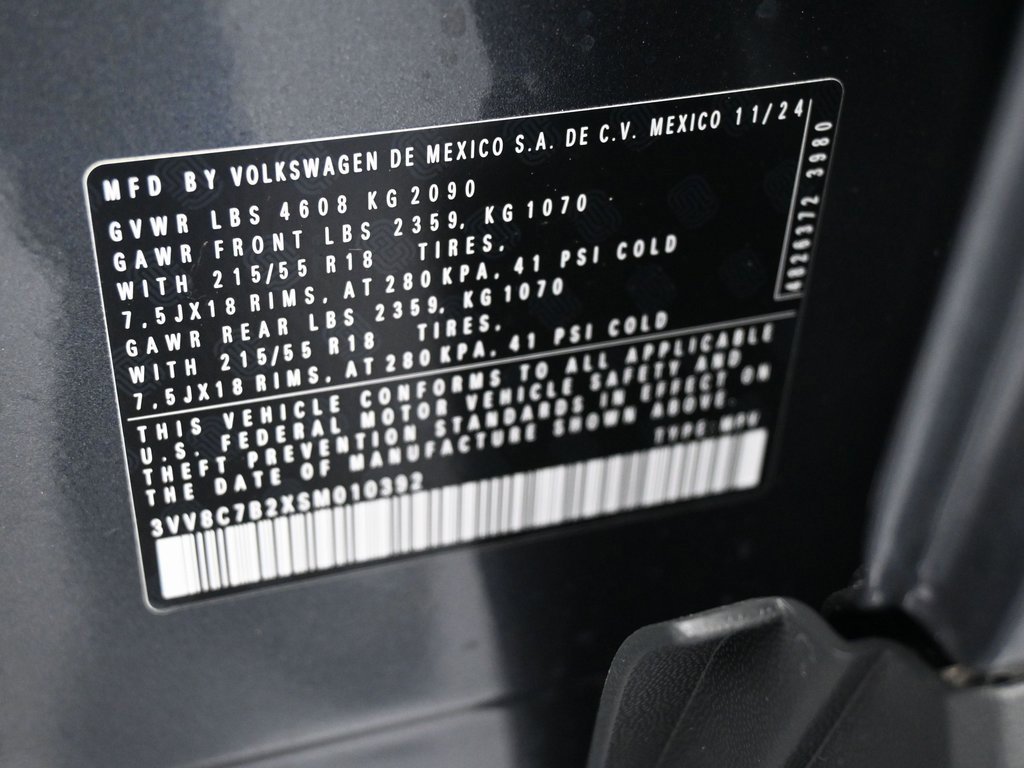 MFD BY VOLKSWAGEN DE MEXICO S.A. DE C.V. MEXICO 11/24
GVWR LBS 4608 KG 2090
GAWR FRONT LBS 2359, KG 1070
WITH 215/55 R18 TIRES,
7,5JX18 RIMS, AT 280 KPA, 41 PSI COLD
GAWR REAR LBS 2359, KG 1070
WITH 215/55 R18 TIRES,
7,5JX18 RIMS, AT 280 KPA, 41 PSI COLD
THIS VEHICLE CONFORMS TO ALL APPLICABLE
U.S. FEDERAL MOTOR VEHICLE SAFETY AND
THEFT PREVENTION STANDARDS IN EFFECT ON
THE DATE OF MANUFACTURE SHOWN ABOVE.
TYPE: MPV
3VV8C7B2XSM010392
4826372 3980